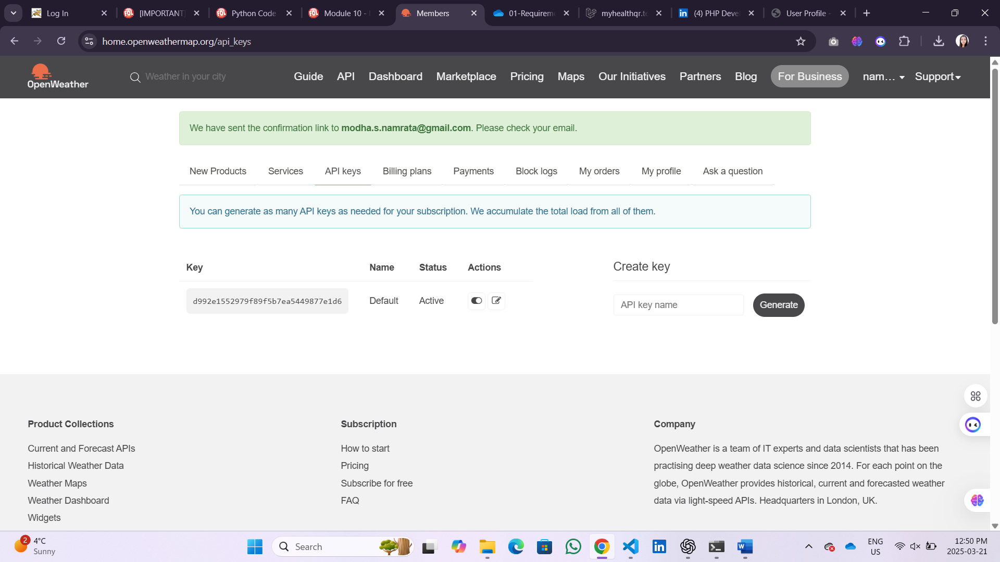 Log In
[IMPORTANT]
Python Code
Module 10 -
Members
01-Requirem
myhealthqr.te
(4) PHP Deve
User Profile -
home.openweathermap.org/api_keys
OpenWeather
Weather in your city
Guide
API
Dashboard
Marketplace
Pricing
Maps
Our Initiatives
Partners
Blog
For Business
nam...
Support
We have sent the confirmation link to modha.s.namrata@gmail.com. Please check your email.
New Products
Services
API keys
Billing plans
Payments
Block logs
My orders
My profile
Ask a question
You can generate as many API keys as needed for your subscription. We accumulate the total load from all of them.
Key
Name
Status
Actions
d992e1552979f89f5b7ea5449877e1d6
Default
Active
Create key
API key name
Generate
Product Collections
Current and Forecast APIs
Historical Weather Data
Weather Maps
Weather Dashboard
Widgets
Subscription
How to start
Pricing
Subscribe for free
FAQ
Company
OpenWeather is a team of IT experts and data scientists that has been
practising deep weather data science since 2014. For each point on the
globe, OpenWeather provides historical, current and forecasted weather
data via light-speed APIs. Headquarters in London, UK.
2
4°C
Sunny
Search
ENG
US
12:50 PM
2025-03-21